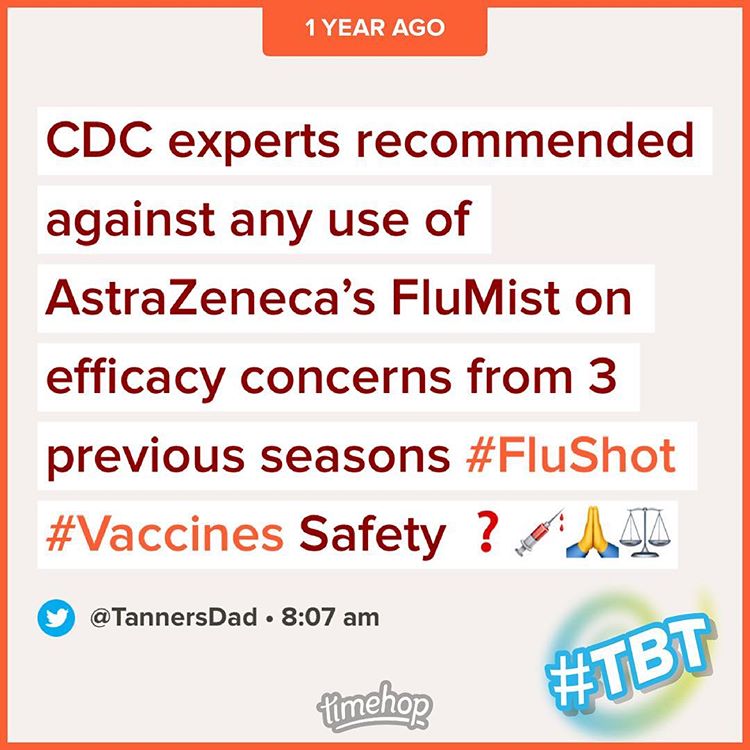 1 YEAR AGO
CDC experts recommended
against any use of
AstraZeneca’s FluMist on
efficacy concerns from 3
previous seasons #FluShot
#Vaccines Safety ❓💉🙏⚖️
@TannersDad • 8:07 am
#TBT
timehop